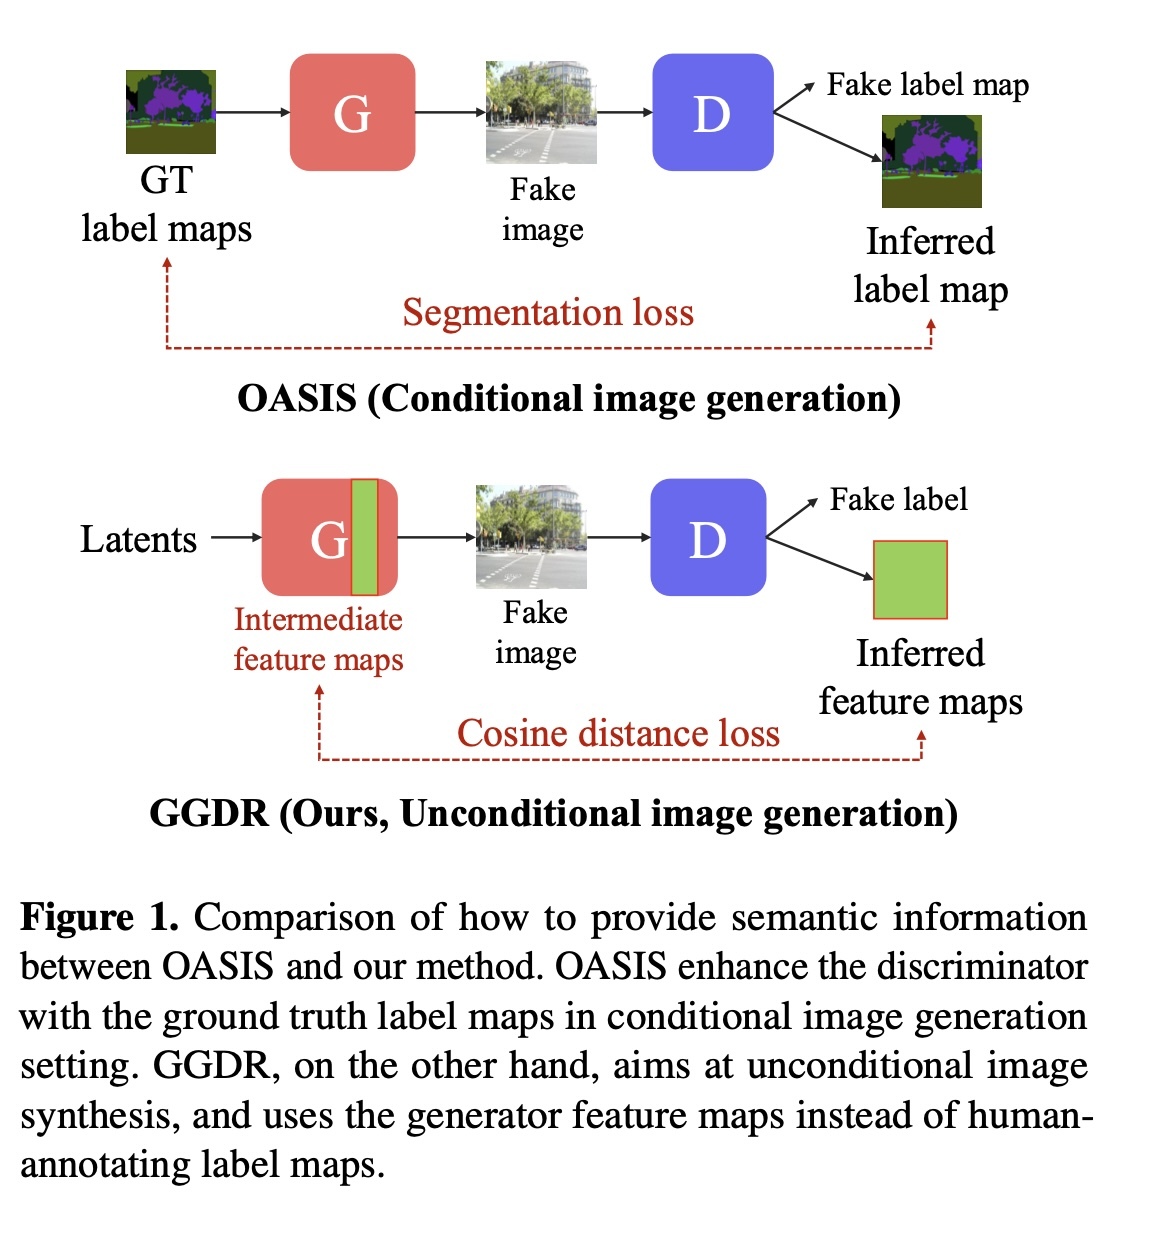 G
D
Fake label map
GT
label maps
Fake
image
Inferred
label map
Segmentation loss
OASIS (Conditional image generation)
Latents
G
D
Fake label
Intermediate
feature maps
Fake
image
Inferred
feature maps
Cosine distance loss
GGDR (Ours, Unconditional image generation)
Figure 1. Comparison of how to provide semantic information
between OASIS and our method. OASIS enhance the discriminator
with the ground truth label maps in conditional image generation
setting. GGDR, on the other hand, aims at unconditional image
synthesis, and uses the generator feature maps instead of human-
annotating label maps.